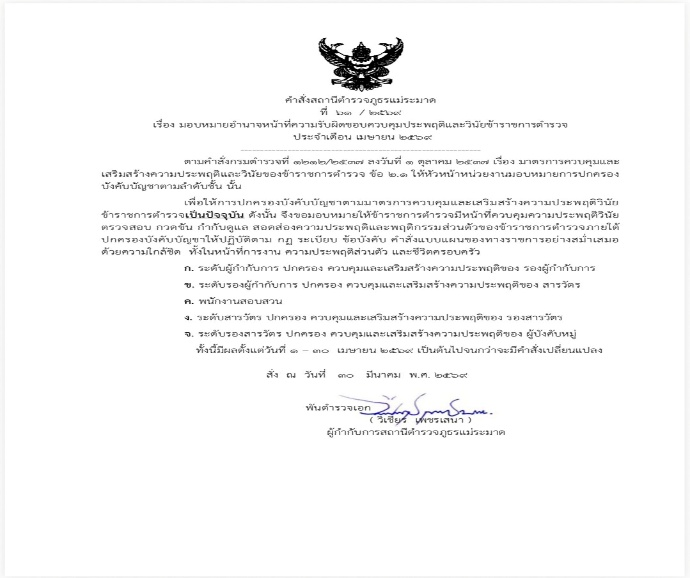 คำสั่งสถานีตำรวจภูธรแม่ระมาด
ที่ ๖๑ / ๒๕๖๙
เรื่อง มอบหมายอำนาจหน้าที่ความรับผิดชอบควบคุมประพฤติและวินัยข้าราชการตำรวจ
ประจำเดือน เมษายน ๒๕๖๙
ตามคำสั่งกรมตำรวจที่ ๑๒๑๒/๒๕๓๗ ลงวันที่ ๑ ตุลาคม ๒๕๓๗ เรื่อง มาตรการควบคุมและ
เสริมสร้างความประพฤติและวินัยของข้าราชการตำรวจ ข้อ ๒.๑ ให้หัวหน้าหน่วยงานมอบหมายการปกครอง
บังคับบัญชาตามลำดับชั้น นั้น
เพื่อให้การปกครองบังคับบัญชาตามมาตรการควบคุมและเสริมสร้างความประพฤติวินัย
ข้าราชการตำรวจเป็นปัจจุบัน ดังนั้น จึงขอมอบหมายให้ข้าราชการตำรวจมีหน้าที่ควบคุมความประพฤติวินัย
ตรวจสอบ กวดขัน กำกับดูแล สอดส่องความประพฤติและพฤติกรรมส่วนตัวของข้าราชการตำรวจภายใต้
ปกครองบังคับบัญชาให้ปฏิบัติตาม กฎ ระเบียบ ข้อบังคับ คำสั่งแบบแผนของทางราชการอย่างสม่ำเสมอ
ด้วยความใกล้ชิด ทั้งในหน้าที่การงาน ความประพฤติส่วนตัว และชีวิตครอบครัว
ก. ระดับผู้กำกับการ ปกครอง ควบคุมและเสริมสร้างความประพฤติของ รองผู้กำกับการ
ข. ระดับรองผู้กำกับการ ปกครอง ควบคุมและเสริมสร้างความประพฤติของ สารวัตร
ค. พนักงานสอบสวน
ง. ระดับสารวัตร ปกครอง ควบคุมและเสริมสร้างความประพฤติของ รองสารวัตร
จ. ระดับรองสารวัตร ปกครอง ควบคุมและเสริมสร้างความประพฤติของ ผู้บังคับหมู่
ทั้งนี้มีผลตั้งแต่วันที่ ๑ – ๓๐ เมษายน ๒๕๖๙ เป็นต้นไปจนกว่าจะมีคำสั่งเปลี่ยนแปลง
สั่ง ณ วันที่ ๓๐ มีนาคม พ.ศ. ๒๕๖๙
พันตำรวจเอก
( วิเชียร เพชรเสนา )
ผู้กำกับการสถานีตำรวจภูธรแม่ระมาด